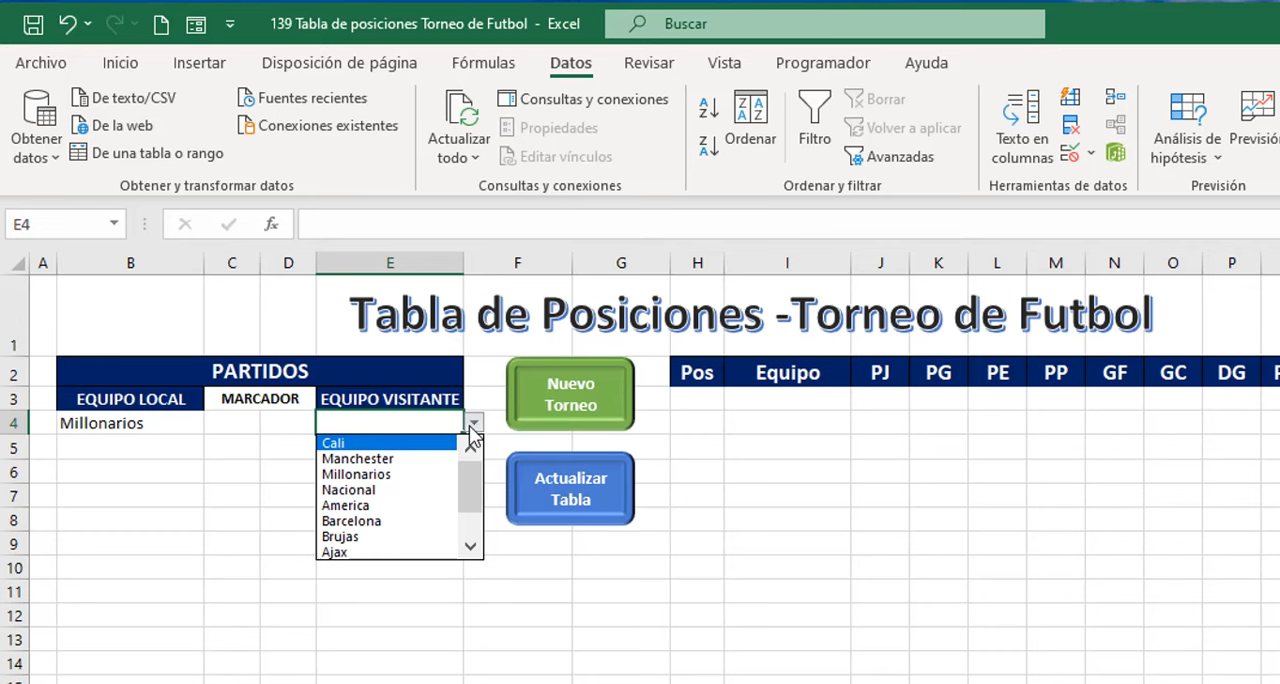 139 Tabla de posiciones Torneo de Futbol - Excel
Buscar
Archivo Inicio Insertar Disposición de página Fórmulas Datos Revisar Vista Programador Ayuda
Obtener datos
De texto/CSV
De la web
De una tabla o rango
Fuentes recientes
Conexiones existentes
Obtener y transformar datos
Actualizar todo
Consultas y conexiones
Propiedades
Editar vínculos
Consultas y conexiones
Ordenar
Filtro
Borrar
Volver a aplicar
Avanzadas
Ordenar y filtrar
Texto en columnas
Herramientas de datos
Análisis de hipótesis
Previsió
Previsión
E4
fx
A B C D E F G H I J K L M N O P
1
Tabla de Posiciones -Torneo de Futbol
2
PARTIDOS
Pos Equipo PJ PG PE PP GF GC DG
3
EQUIPO LOCAL MARCADOR EQUIPO VISITANTE
4
Millonarios
Cali
Manchester
Millonarios
Nacional
America
Barcelona
Brujas
Ajax
Nuevo
Torneo
Actualizar
Tabla
5
6
7
8
9
10
11
12
13
14